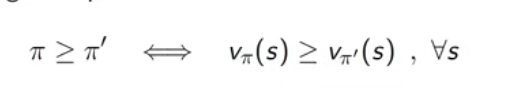 π ≥ π′ ⟺ v_π(s) ≥ v_π′(s) , ∀s